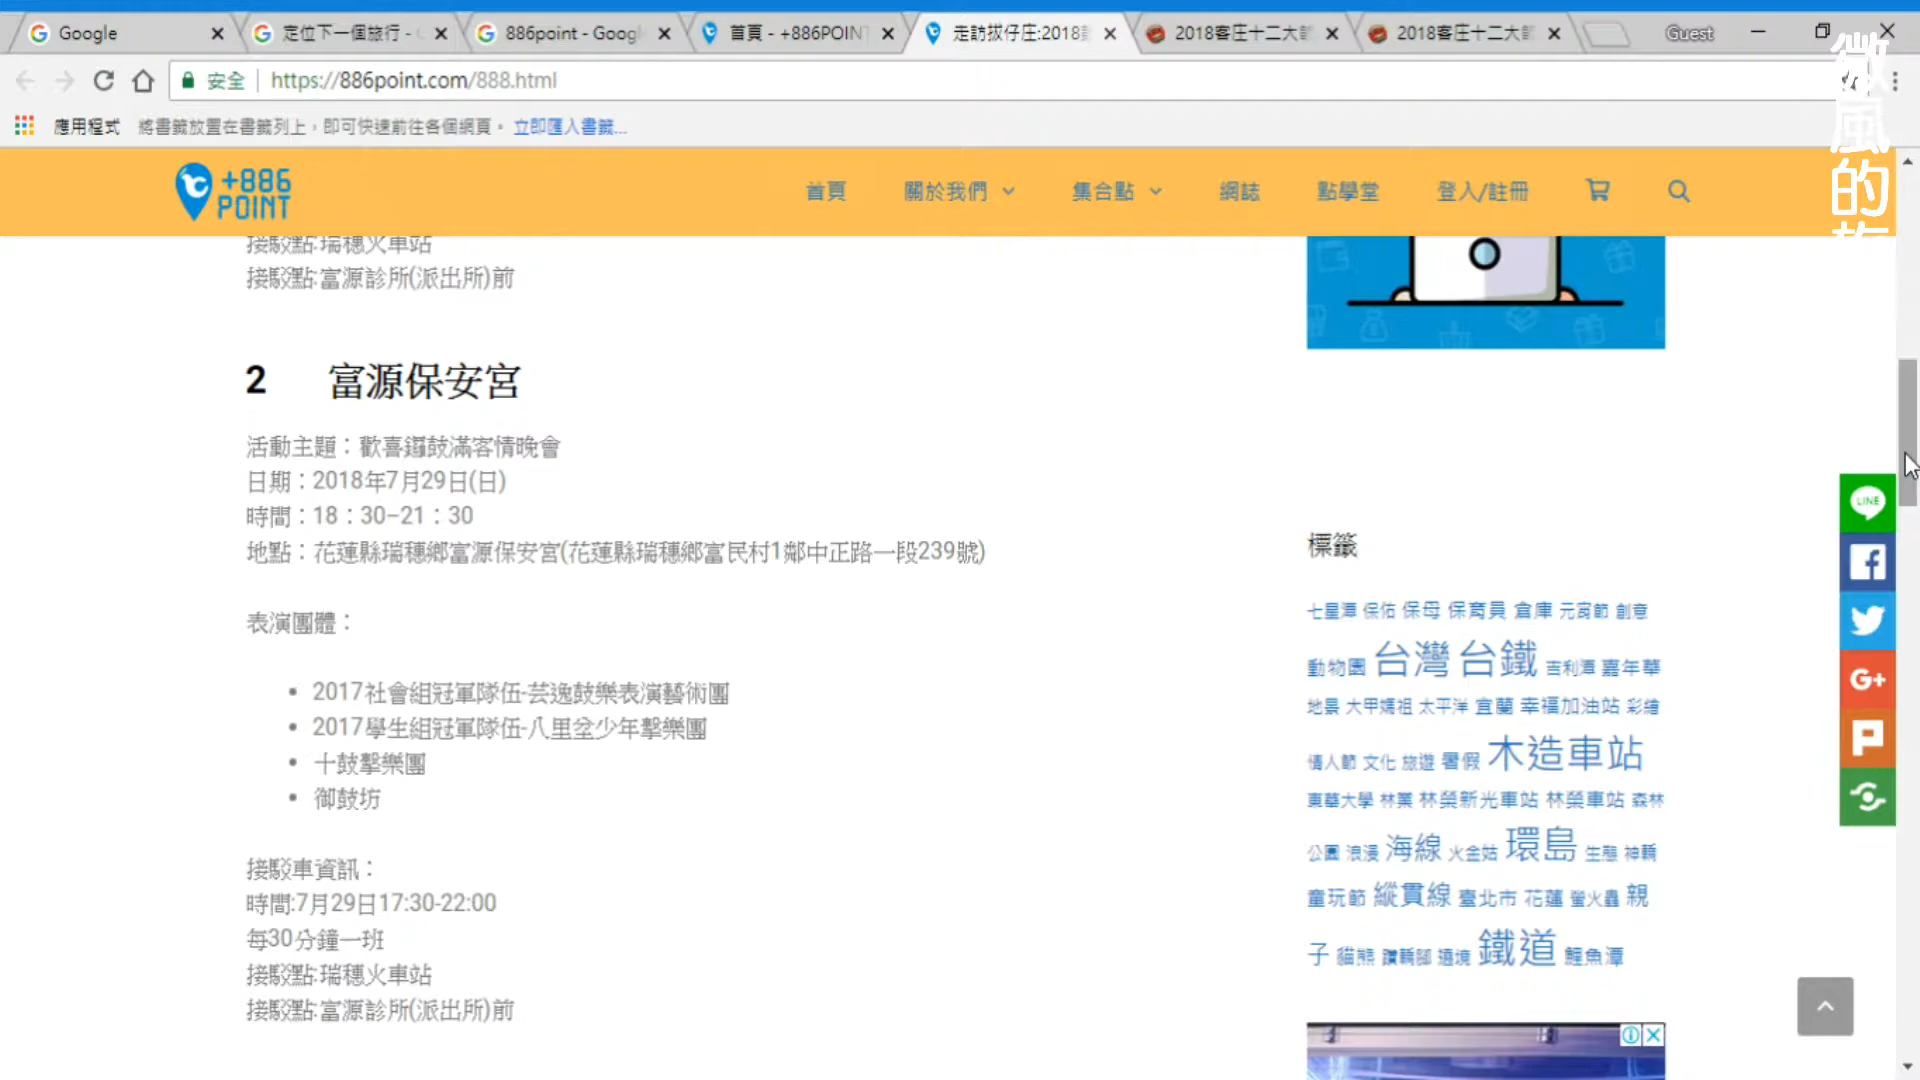 Google
定位下一個旅行 - G
886point - Googl
首頁 - +886POINT
走訪拔仔庄:2018
2018客庄十二大
2018客庄十二大
Guest
安全 | https://886point.com/888.html
應用程式 將書籤放置在書籤列上，即可快速前往各個網頁。 立即匯入書籤...
+886 POINT
首頁 關於我們 集合點 網誌 點學堂 登入/註冊
微風的
接駁點:瑞穗火車站
接駁點:富源診所(派出所)前
2 富源保安宮
活動主題：歡喜鑼鼓滿客情晚會
日期：2018年7月29日(日)
時間：18：30–21：30
地點：花蓮縣瑞穗鄉富源保安宮(花蓮縣瑞穗鄉富民村1鄰中正路一段239號)
表演團體：
2017社會組冠軍隊伍-芸逸鼓樂表演藝術團
2017學生組冠軍隊伍-八里坌少年擊樂團
十鼓擊樂團
御鼓坊
接駁車資訊：
時間:7月29日17:30-22:00
每30分鐘一班
接駁點:瑞穗火車站
接駁點:富源診所(派出所)前
標籤
七星潭 保佑 保母 保育員 倉庫 元宵節 創意
動物園 台灣 台鐵 吉利潭 嘉年華
地景 大甲媽祖 太平洋 宜蘭 幸福加油站 彩繪
情人節 文化 旅遊 暑假 木造車站
東華大學 林業 林榮新光車站 林榮車站 森林
公園 浪漫 海線 火金姑 環島 生態 神轎
童玩節 縱貫線 臺北市 花蓮 螢火蟲 親
子 貓熊 鑽轎腳 遶境 鐵道 鯉魚潭
LINE
G+